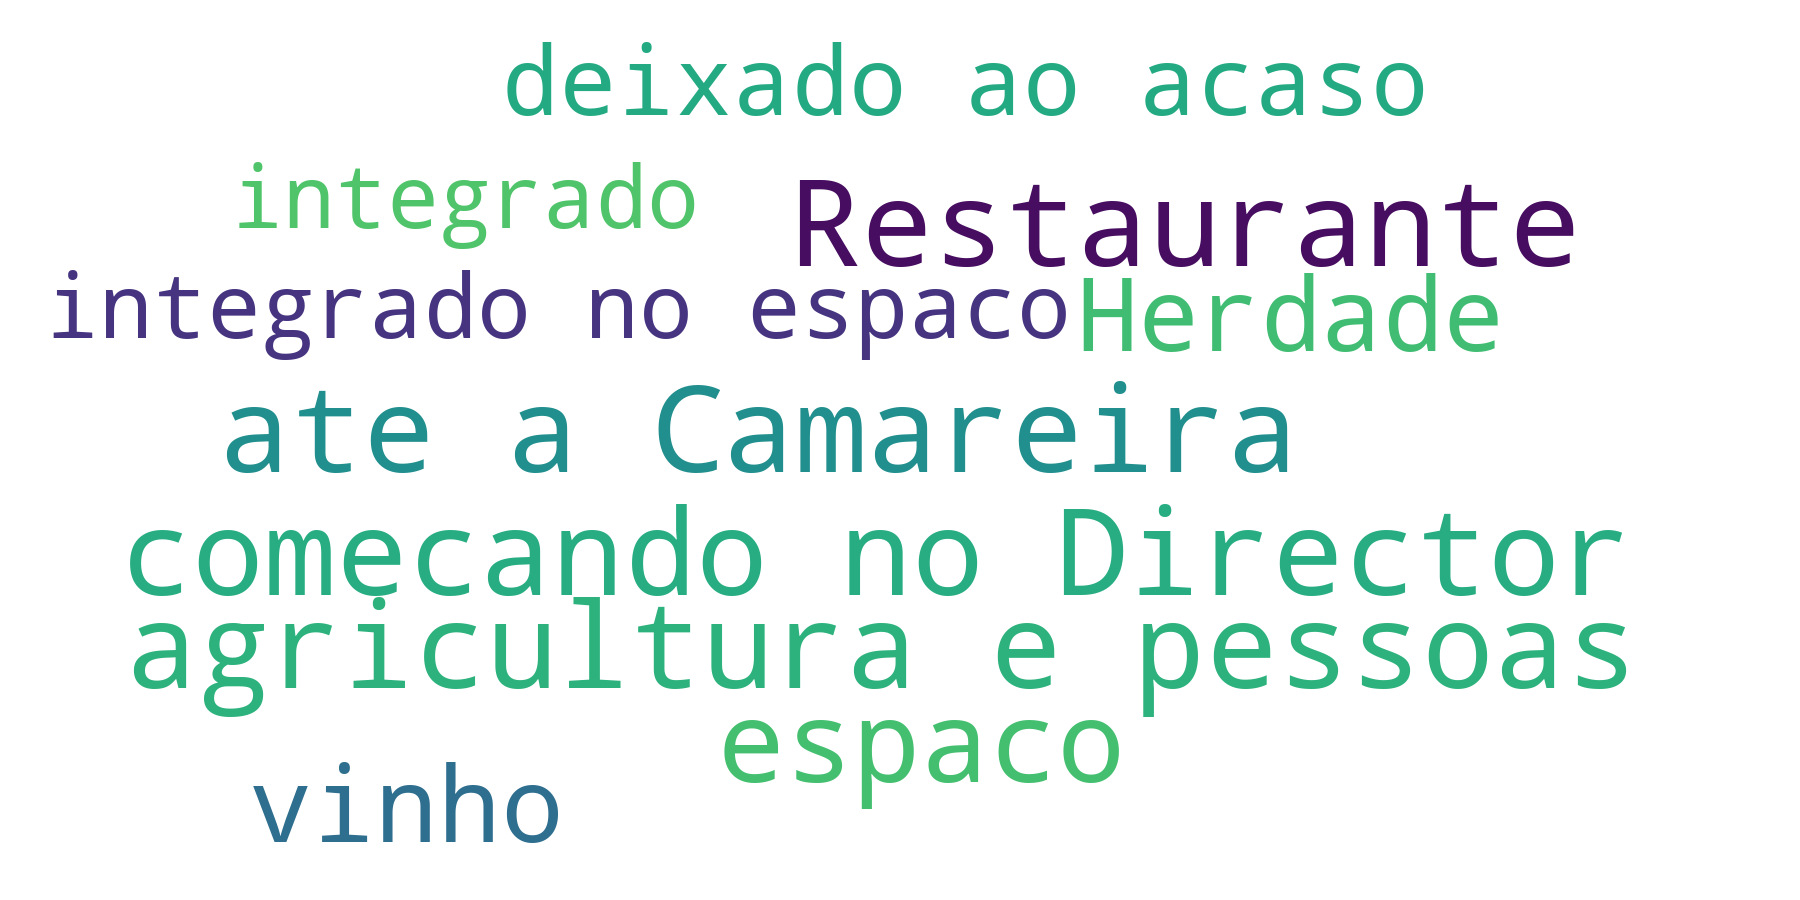 deixado ao acaso
integrado
Restaurante
integrado no espaco
Herdade
ate a Camareira
comecando no Director
agricultura e pessoas
espaco
vinho